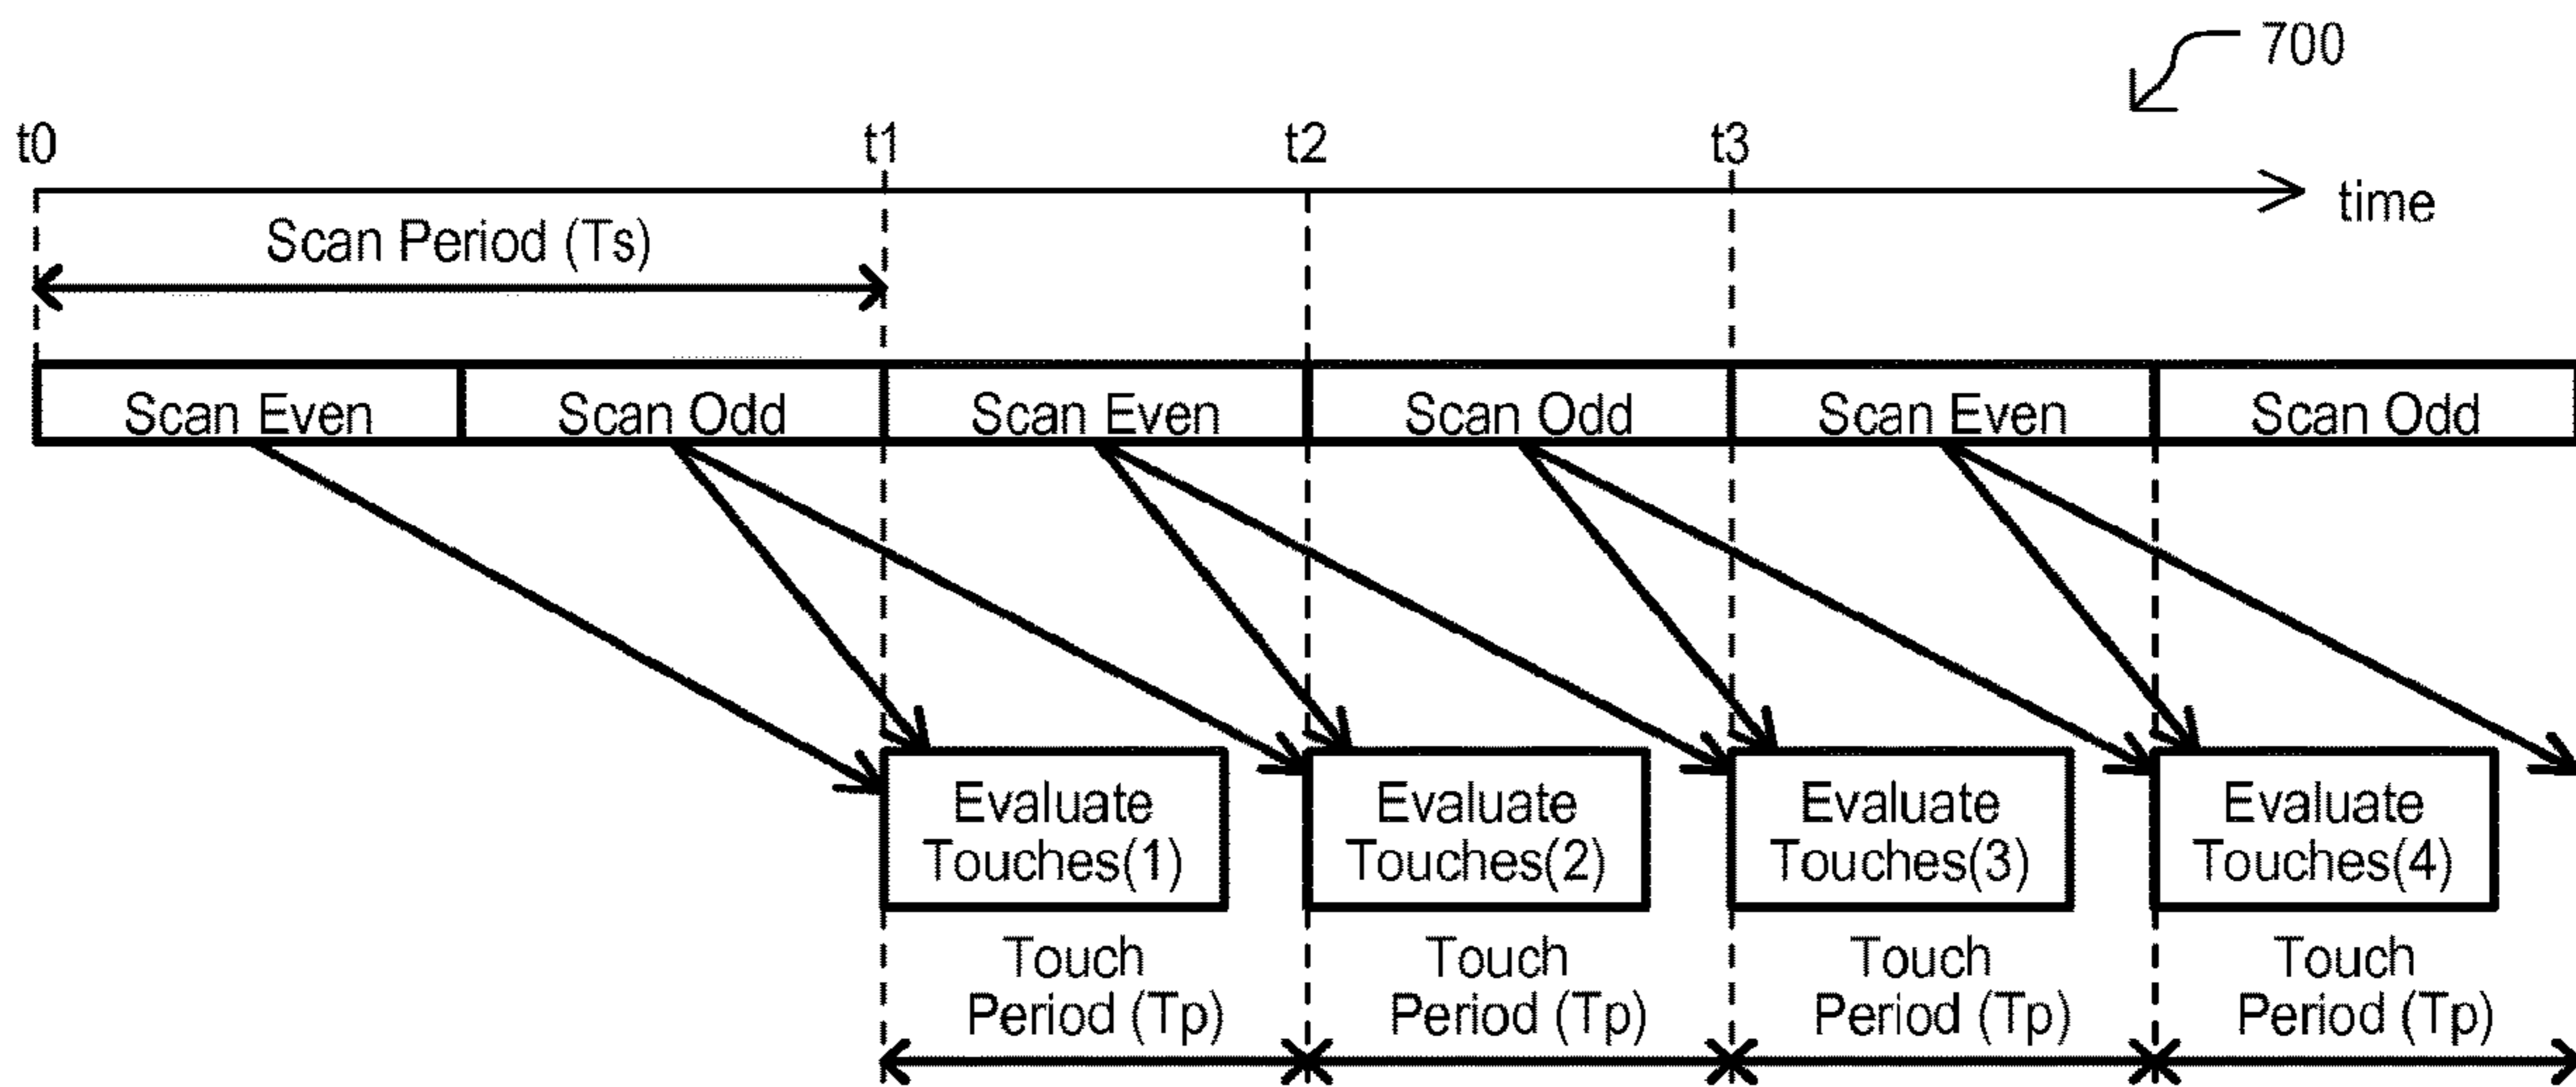 700
t0 t1 t2 t3
time
Scan Period (Ts)
Scan Even Scan Odd Scan Even Scan Odd Scan Even Scan Odd
Evaluate Evaluate Evaluate Evaluate
Touches(1) Touches(2) Touches(3) Touches(4)
Touch Touch Touch Touch
Period (Tp) Period (Tp) Period (Tp) Period (Tp)